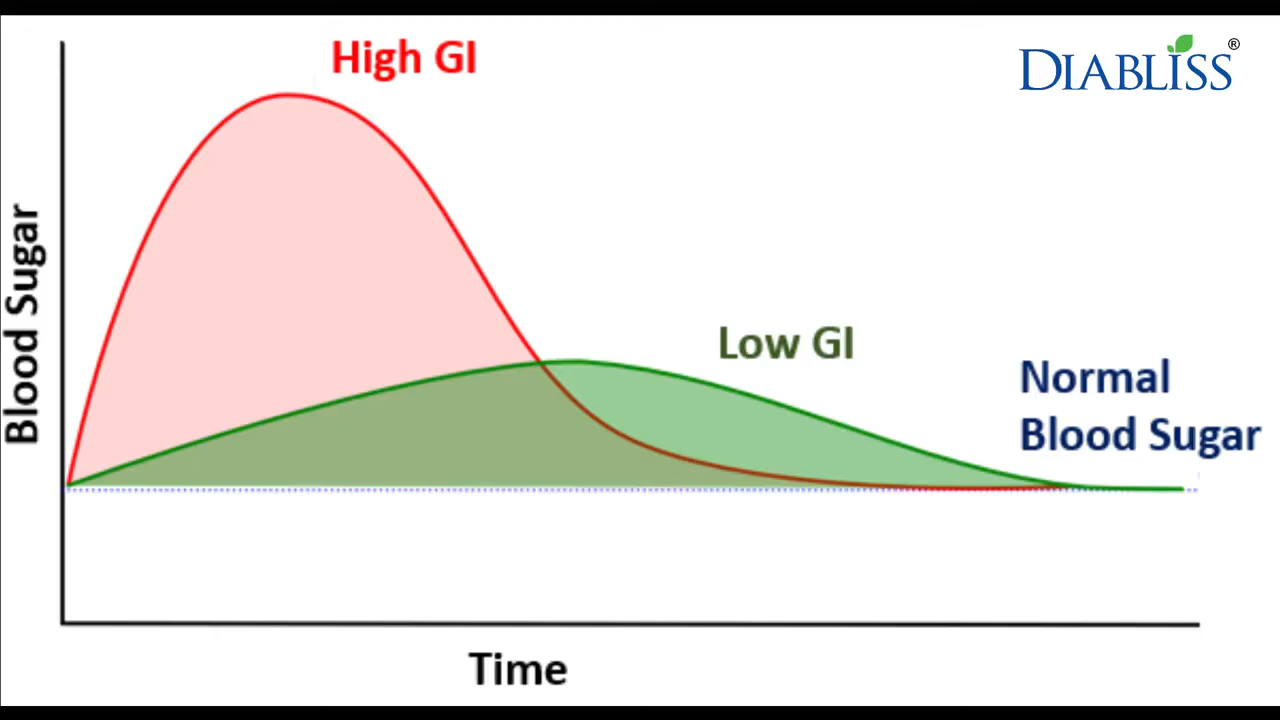 High GI
DIABLISS®
Blood Sugar
Low GI
Normal
Blood Sugar
Time